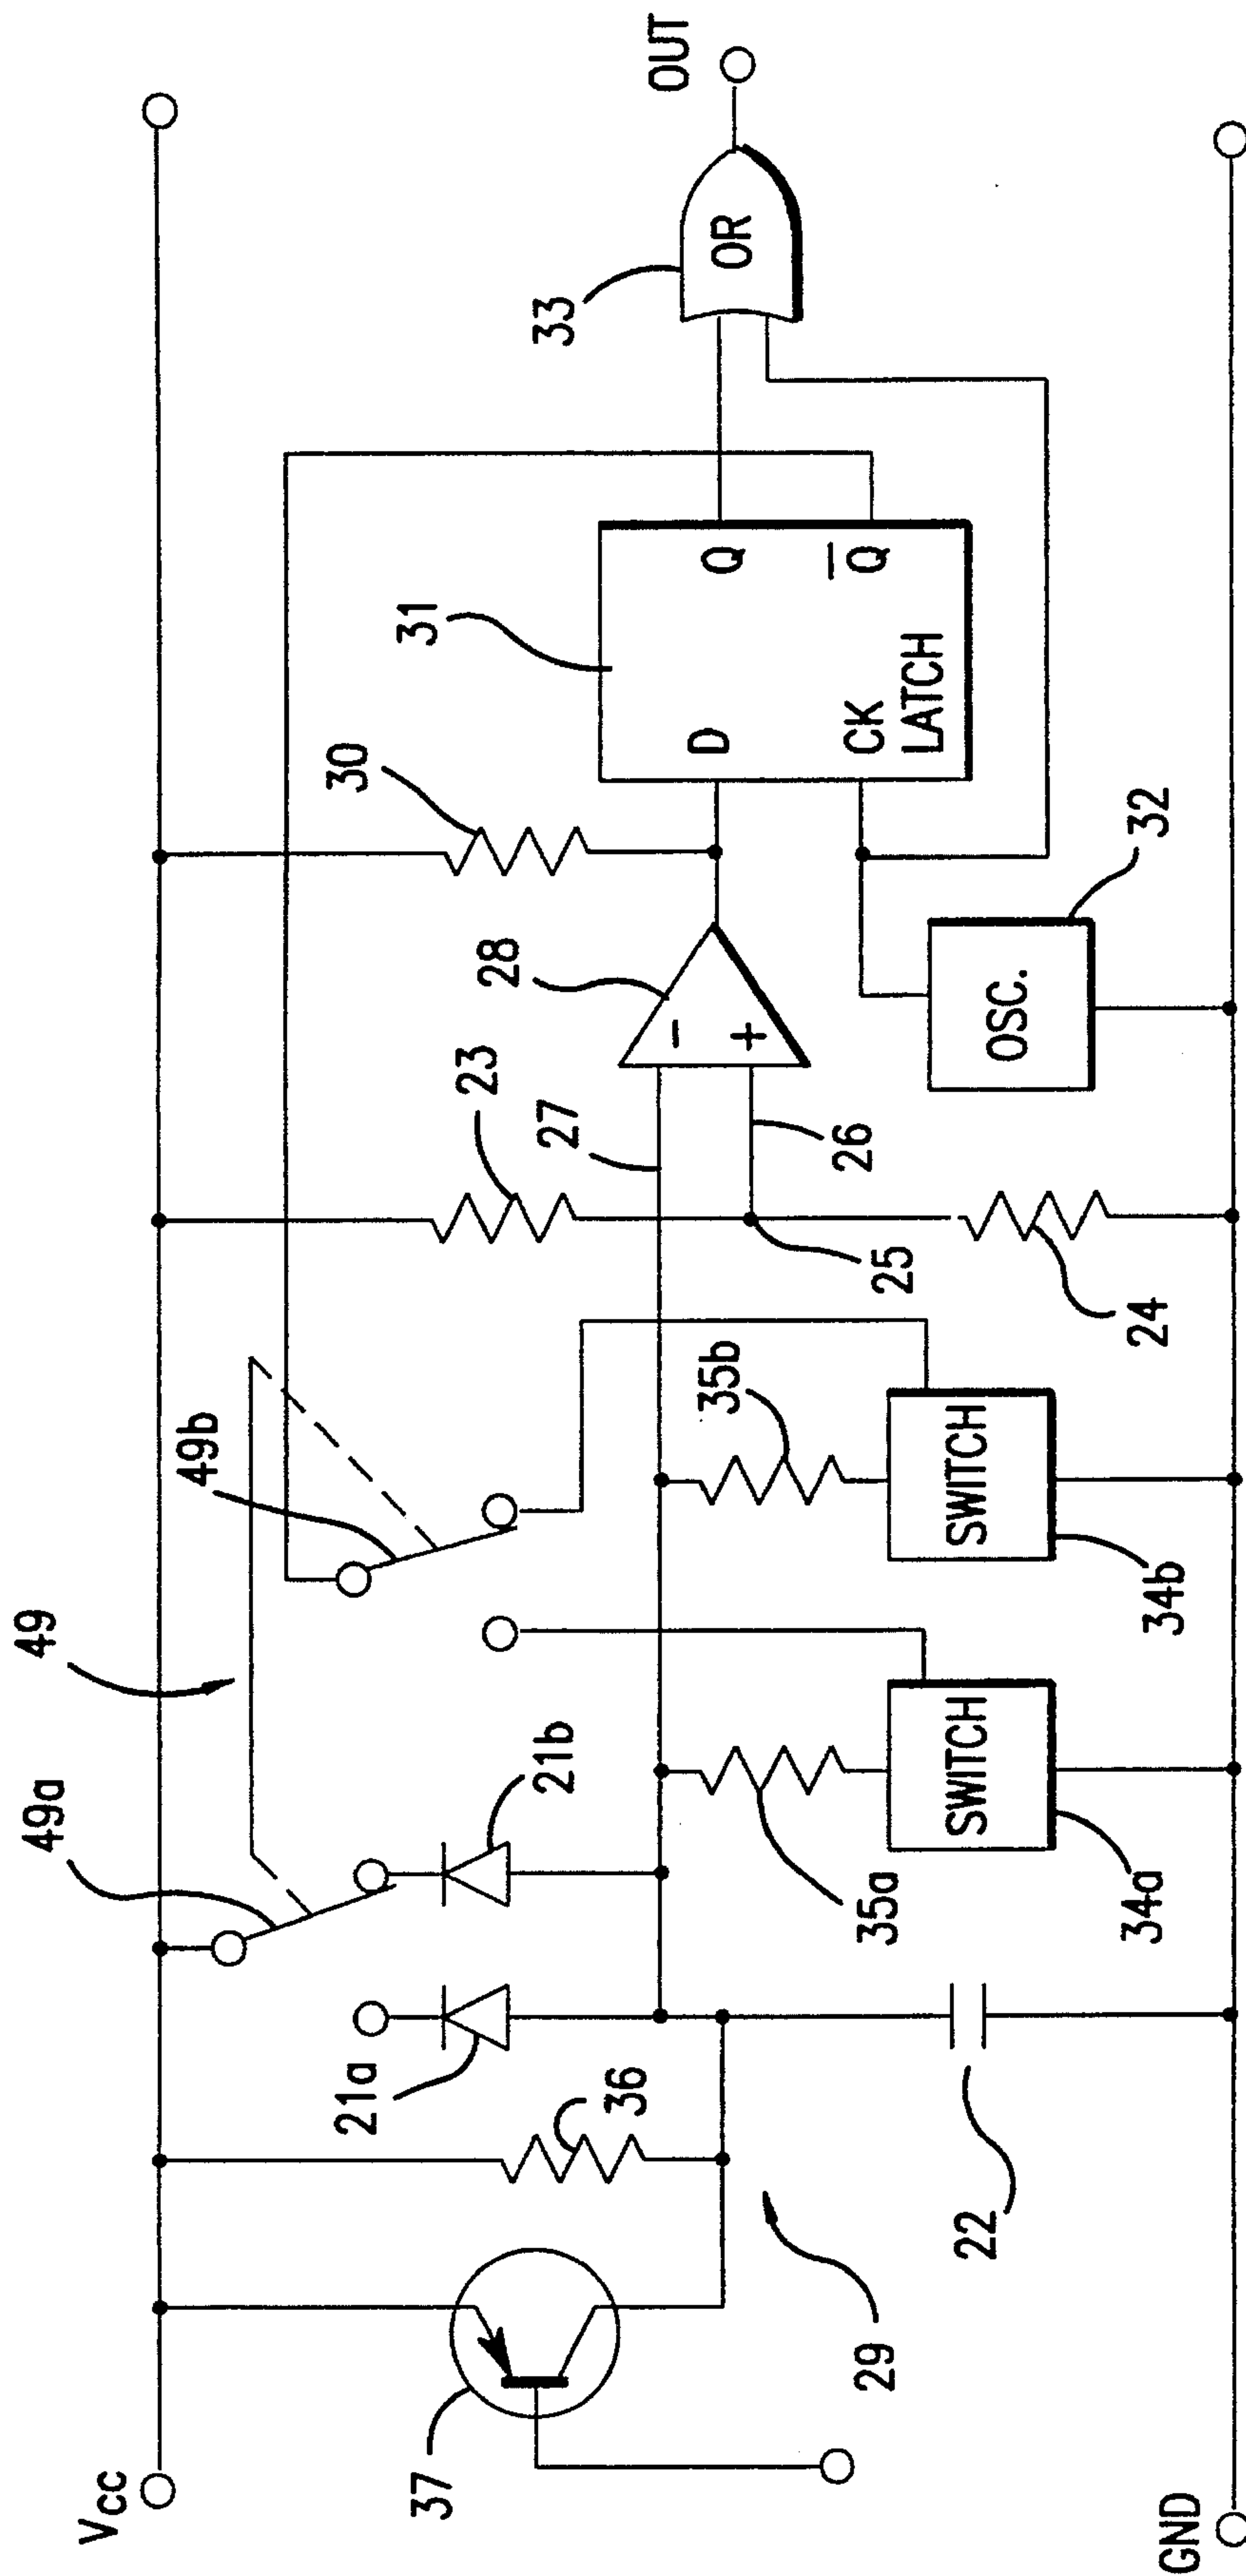 49
49a
49b
Vcc
37
36
21a
21b
29
22
35a
34a
SWITCH
35b
34b
SWITCH
23
27
25
26
24
28
-
+
30
31
D
Q
CK
Q̅
LATCH
OSC.
32
33
OR
OUT
GND